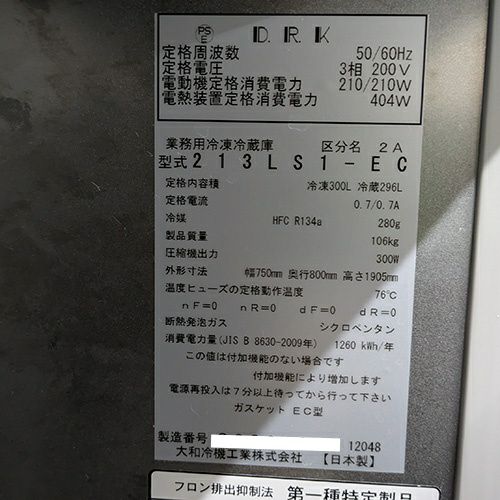 PS E D.R.K
定格周波数 50/60Hz
定格電圧 3相 200V
電動機定格消費電力 210/210W
電熱装置定格消費電力 404W
業務用冷凍冷蔵庫 区分名 2A
型式 213LS1-EC
定格内容積 冷凍300L 冷蔵296L
定格電流 0.7/0.7A
冷媒 HFC R134a 280g
製品質量 106kg
圧縮機出力 300W
外形寸法 幅750mm 奥行800mm 高さ1905mm
温度ヒューズの定格動作温度 76℃
nF=0 nR=0 dF=0 dR=0
断熱発泡ガス シクロペンタン
消費電力量(JIS B 8630-2009年) 1260 kWh/年
この値は付加機能のない場合です
付加機能により増加します
電源再投入は7分以上待ってから行って下さい
ガスケット EC型
製造番号 12048
大和冷機工業株式会社 【日本製】
フロン排出抑制法 第一種特定製品